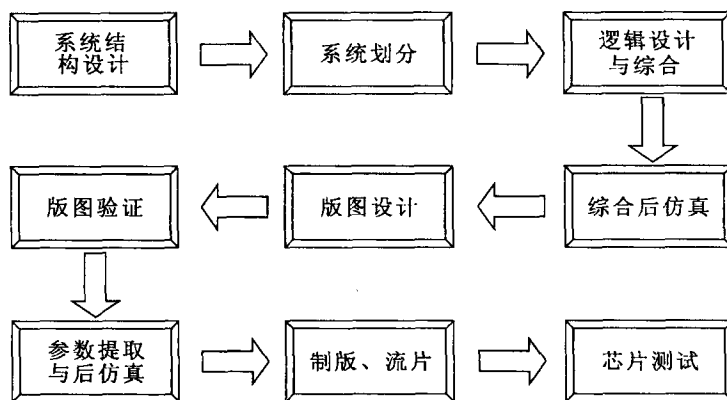 系统结
构设计
系统划分
逻辑设计
与综合
版图验证
版图设计
综合后仿真
参数提取
与后仿真
制版、流片
芯片测试